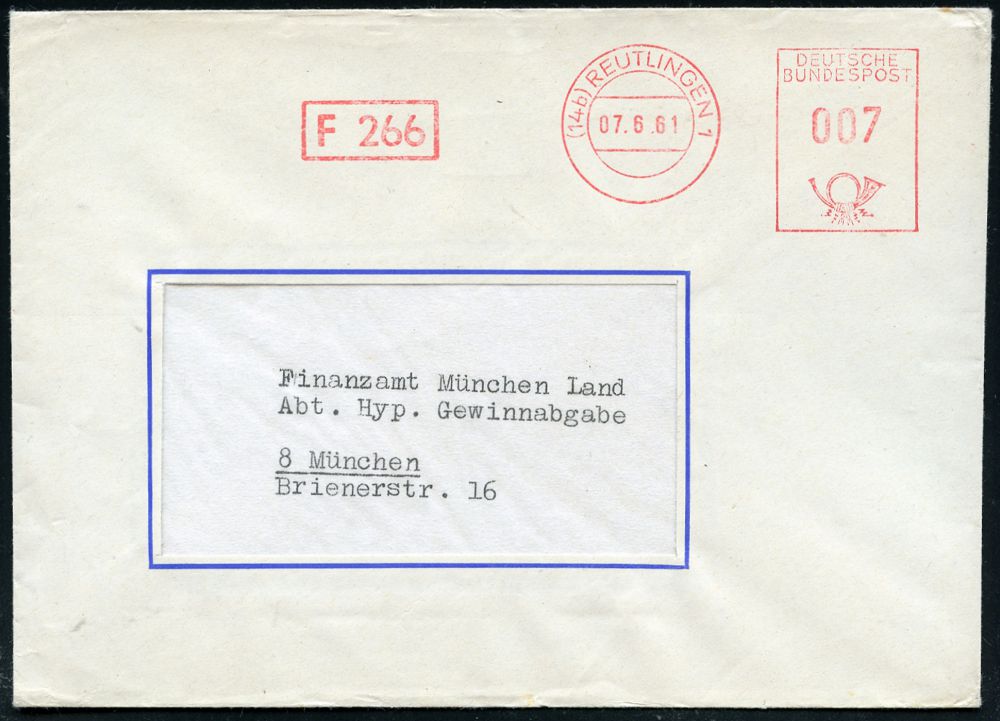 F 266
(14b) REUTLINGEN 1
07.6.61
DEUTSCHE
BUNDESPOST
007
Finanzamt München Land
Abt. Hyp. Gewinnabgabe
8 München
Brienerstr. 16